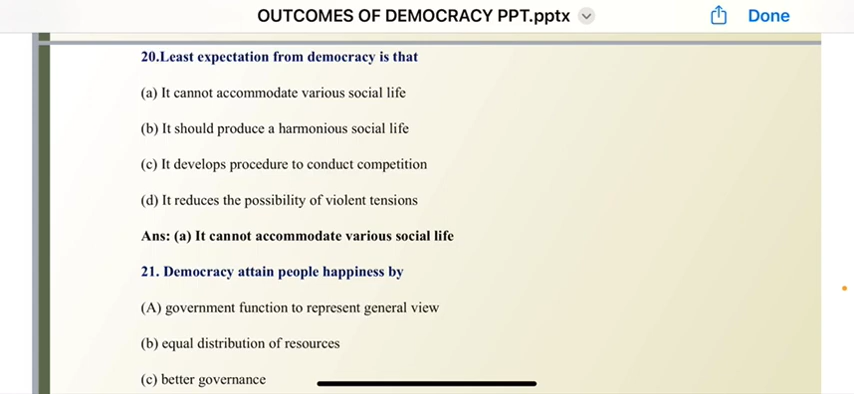 OUTCOMES OF DEMOCRACY PPT.pptx
Done
20.Least expectation from democracy is that
(a) It cannot accommodate various social life
(b) It should produce a harmonious social life
(c) It develops procedure to conduct competition
(d) It reduces the possibility of violent tensions
Ans: (a) It cannot accommodate various social life
21. Democracy attain people happiness by
(A) government function to represent general view
(b) equal distribution of resources
(c) better governance